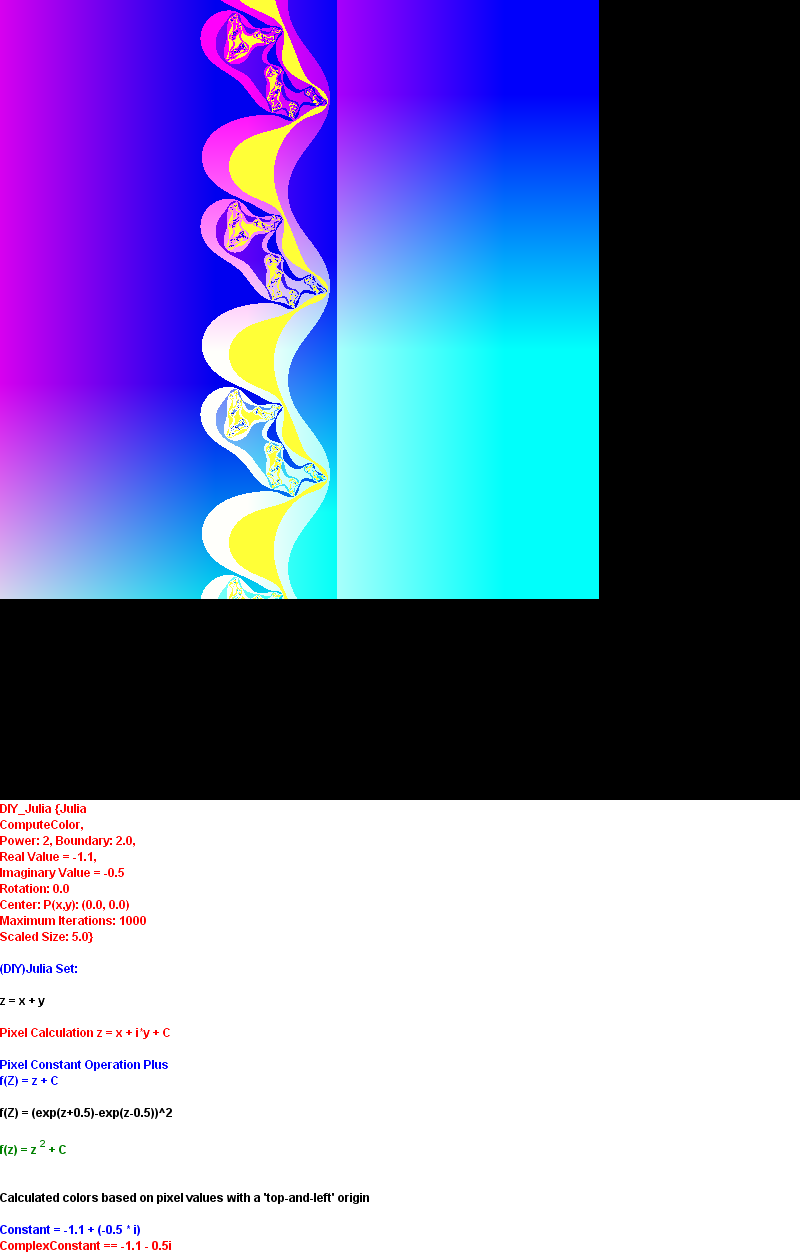 DIY_Julia {Julia
ComputeColor,
Power: 2, Boundary: 2.0,
Real Value = -1.1,
Imaginary Value = -0.5
Rotation: 0.0
Center: P(x,y): (0.0, 0.0)
Maximum Iterations: 1000
Scaled Size: 5.0}
(DIY)Julia Set:
z = x + y
Pixel Calculation z = x + i*y + C
Pixel Constant Operation Plus
f(Z) = z + C
f(Z) = (exp(z+0.5)-exp(z-0.5))^2
f(z) = z 2 + C
Calculated colors based on pixel values with a 'top-and-left' origin
Constant = -1.1 + (-0.5 * i)
ComplexConstant == -1.1 - 0.5i